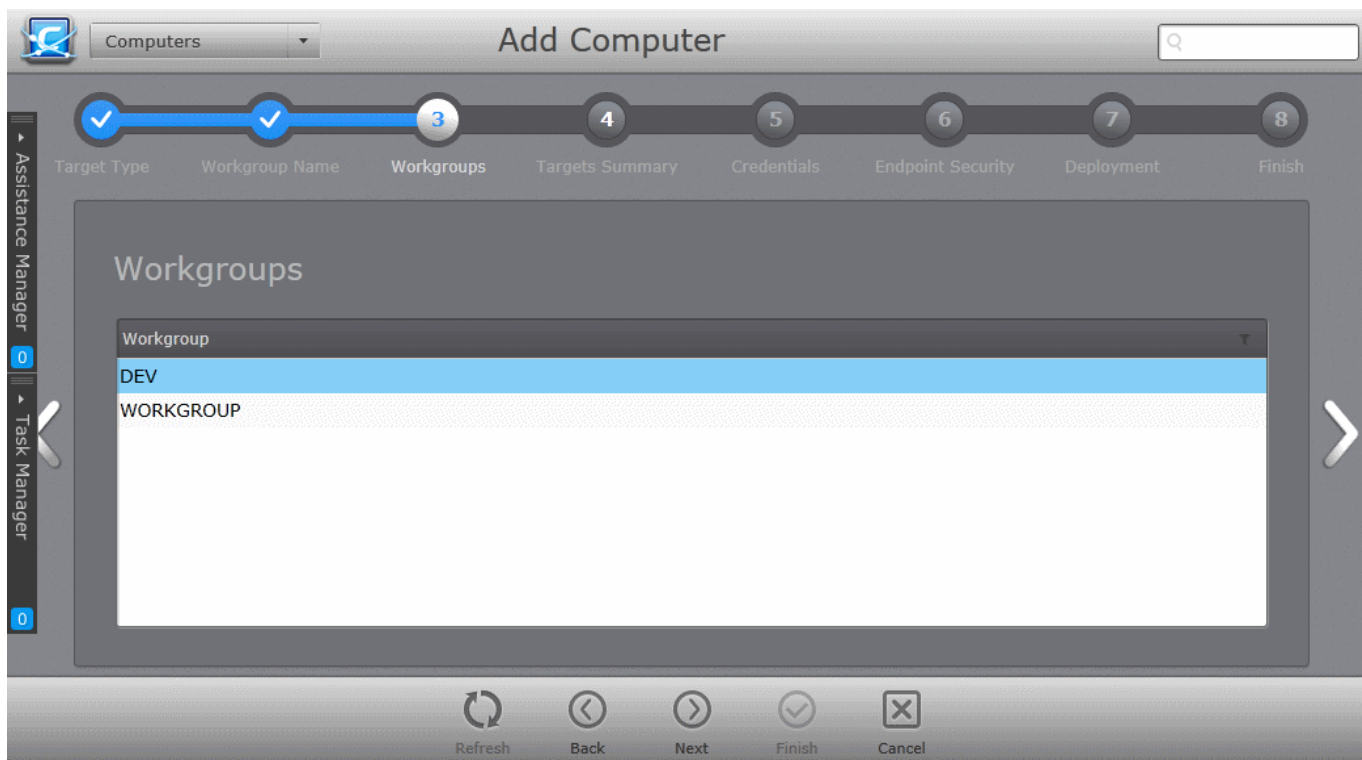 Computers
Add Computer
3
4
5
6
7
8
Target Type
Workgroup Name
Workgroups
Targets Summary
Credentials
Endpoint Security
Deployment
Finish
Assistance Manager
0
Task Manager
0
Workgroups
Workgroup
DEV
WORKGROUP
Refresh
Back
Next
Finish
Cancel